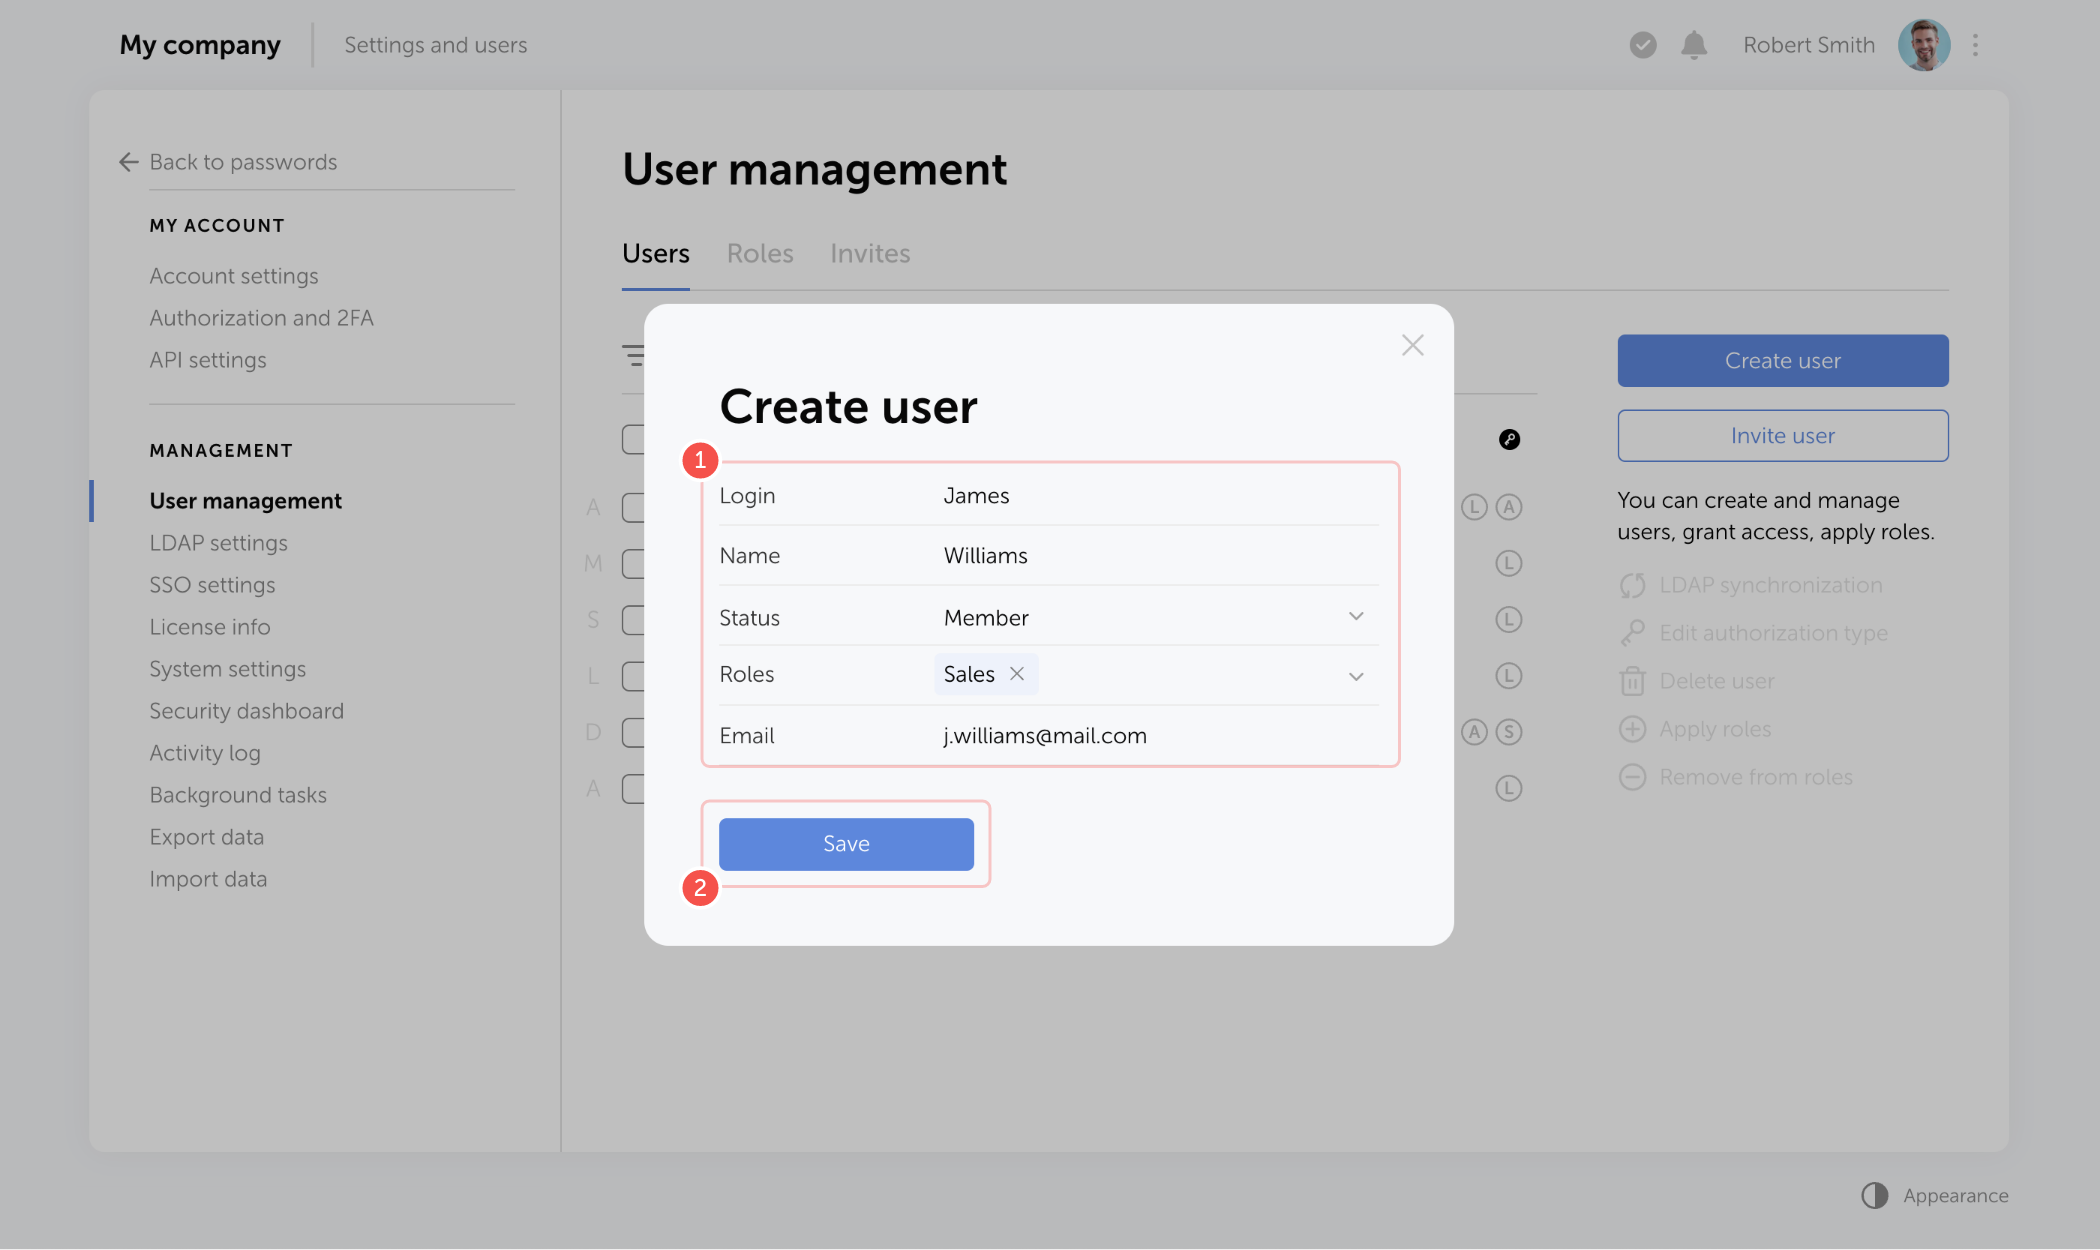 My company
Settings and users
Robert Smith
Back to passwords
MY ACCOUNT
Account settings
Authorization and 2FA
API settings
MANAGEMENT
User management
LDAP settings
SSO settings
License info
System settings
Security dashboard
Activity log
Background tasks
Export data
Import data
User management
Users Roles Invites
A
M
S
L
D
A
L A
L
L
L
A S
L
Create user
1
Login James
Name Williams
Status Member
Roles Sales
Email j.williams@mail.com
Save
2
Create user
Invite user
You can create and manage
users, grant access, apply roles.
LDAP synchronization
Edit authorization type
Delete user
Apply roles
Remove from roles
Appearance